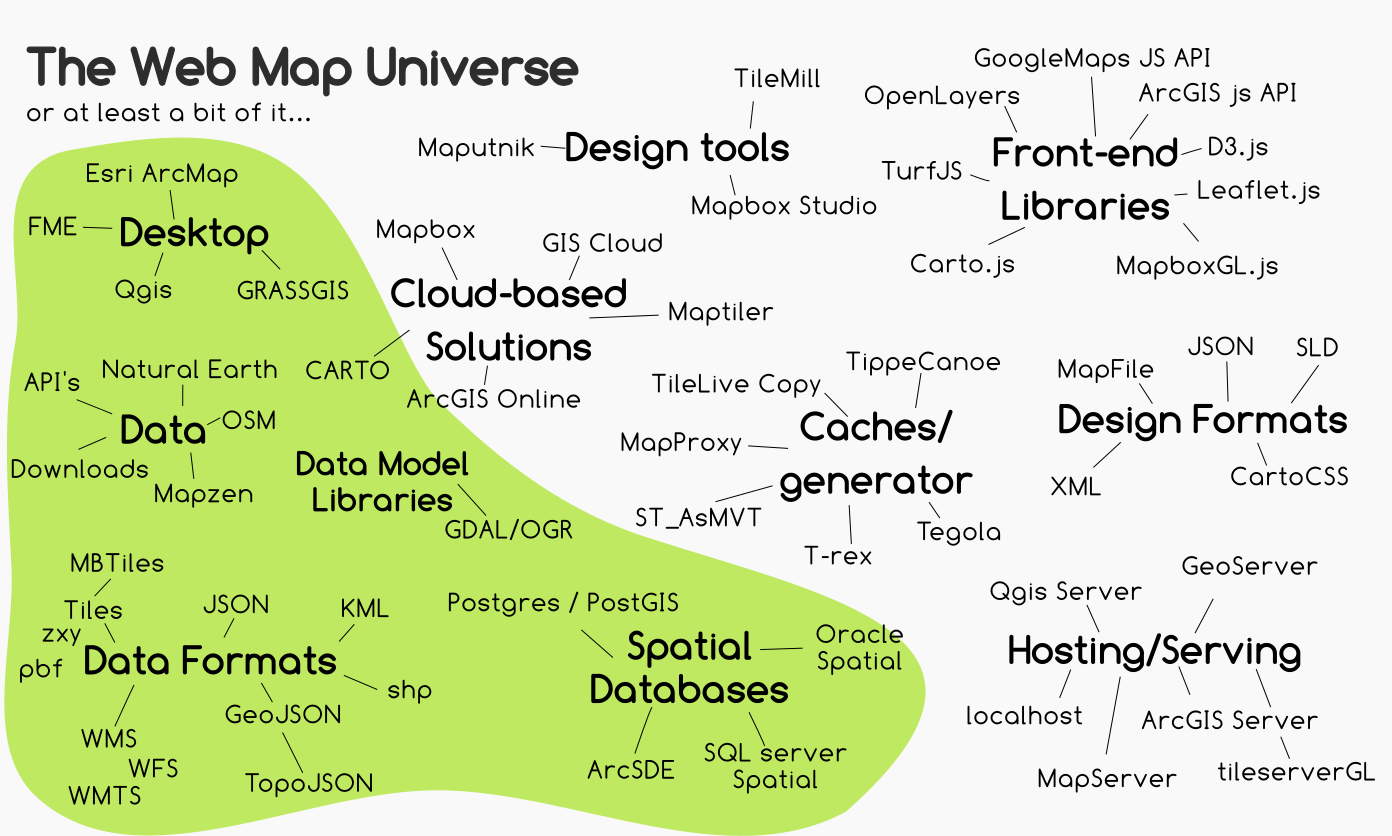 The Web Map Universe
or at least a bit of it...
Esri ArcMap
FME
Desktop
Qgis
GRASSGIS
TileMill
Maputnik
Design tools
Mapbox Studio
GoogleMaps JS API
OpenLayers
ArcGIS js API
Front-end
D3.js
TurfJS
Libraries
Leaflet.js
Carto.js
MapboxGL.js
Mapbox
GIS Cloud
Cloud-based
Maptiler
Solutions
CARTO
ArcGIS Online
Natural Earth
API's
Data
OSM
Downloads
Mapzen
Data Model
Libraries
GDAL/OGR
TippeCanoe
TileLive Copy
Caches/
MapProxy
generator
ST_AsMVT
Tegola
T-rex
JSON
SLD
MapFile
Design Formats
XML
CartoCSS
MBTiles
Tiles
JSON
KML
zxy
pbf
Data Formats
shp
GeoJSON
WMS
WFS
TopoJSON
WMTS
Postgres / PostGIS
Spatial
Databases
Oracle
Spatial
ArcSDE
SQL server
Spatial
GeoServer
Qgis Server
Hosting/Serving
localhost
ArcGIS Server
MapServer
tileserverGL